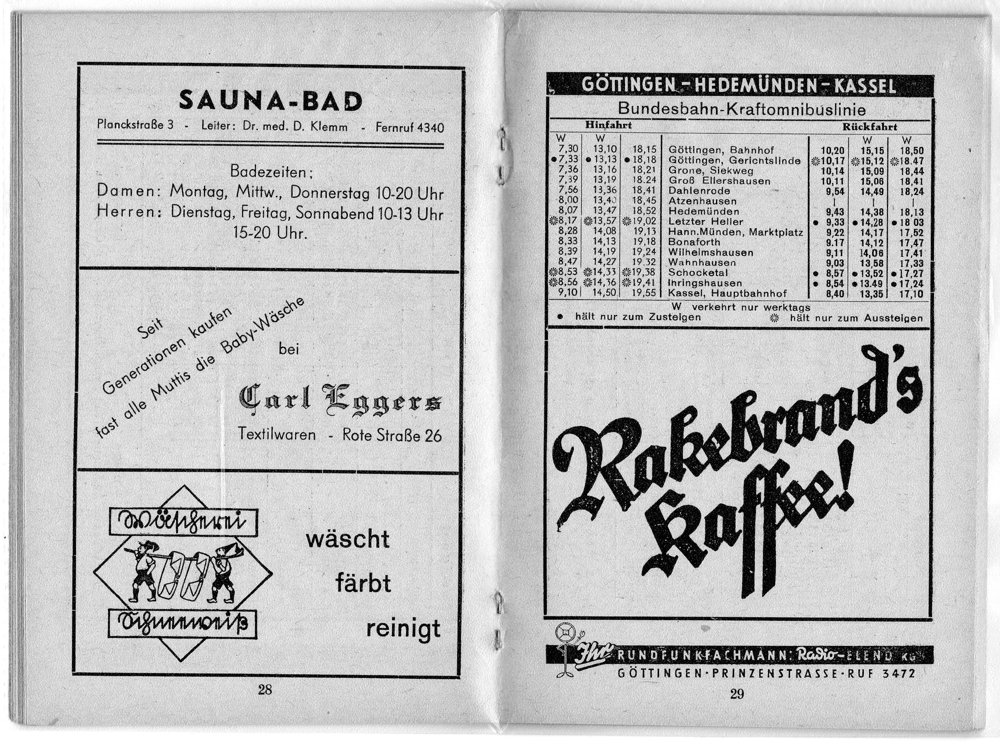 SAUNA-BAD
Planckstraße 3 - Leiter: Dr. med. D. Klemm - Fernruf 4340
Badezeiten:
Damen: Montag, Mittw., Donnerstag 10-20 Uhr
Herren: Dienstag, Freitag, Sonnabend 10-13 Uhr
15-20 Uhr.
Seit
Generationen kaufen
fast alle Muttis die Baby-Wäsche
bei
Carl Eggers
Textilwaren - Rote Straße 26
Wäscherei
Schneeweiß
wäscht
färbt
reinigt
28
GÖTTINGEN - HEDEMÜNDEN - KASSEL
Bundesbahn-Kraftomnibuslinie
Hinfahrt Rückfahrt
W W W W
7,30 13,10 18,15 Göttingen, Bahnhof 10,20 15,15 18,50
● 7,33 ● 13,13 ● 18,18 Göttingen, Gerichtslinde ❊ 10,17 ❊ 15,12 ❊ 18.47
7,36 13,16 18,21 Grone, Siekweg 10,14 15,09 18,44
7,39 13,19 18,24 Groß Ellershausen 10,11 15,06 18,41
7,56 13,36 18,41 Dahlenrode 9,54 14,49 18,24
8,00 13,40 18,45 Atzenhausen | | |
8,07 13,47 18,52 Hedemünden 9,43 14,38 18,13
❊ 8,17 ❊ 13,57 ❊ 19,02 Letzter Heller ● 9,33 ● 14,28 ● 18 03
8,28 14,08 19,13 Hann.Münden, Marktplatz 9,22 14,17 17,52
8,33 14,13 19,18 Bonaforth 9.17 14,12 17,47
8,39 14,19 19,24 Wilhelmshausen 9,11 14,06 17,41
8,47 14,27 19,32 Wahnhausen 9,03 13,58 17,33
❊ 8,53 ❊ 14,33 ❊ 19,38 Schocketal ● 8,57 ● 13,52 ● 17,27
❊ 8,56 ❊ 14,36 ❊ 19,41 Ihringshausen ● 8,54 ● 13.49 ● 17,24
9,10 14,50 19,55 Kassel, Hauptbahnhof 8,40 13,35 17,10
W verkehrt nur werktags
● hält nur zum Zusteigen ❊ hält nur zum Aussteigen
Rakebrand's
Kaffee!
Ihr RUNDFUNKFACHMANN: Radio-ELEND KG
GÖTTINGEN · PRINZENSTRASSE · RUF 3472
29